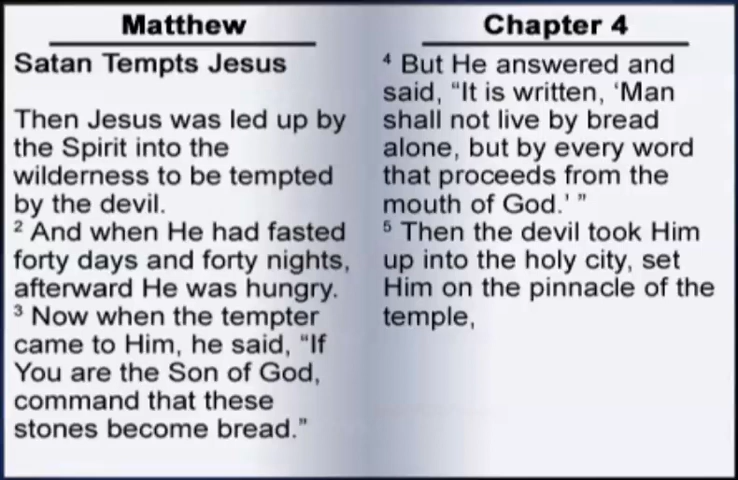 Matthew
Satan Tempts Jesus
Then Jesus was led up by
the Spirit into the
wilderness to be tempted
by the devil.
² And when He had fasted
forty days and forty nights,
afterward He was hungry.
³ Now when the tempter
came to Him, he said, “If
You are the Son of God,
command that these
stones become bread.”
Chapter 4
⁴ But He answered and
said, “It is written, ‘Man
shall not live by bread
alone, but by every word
that proceeds from the
mouth of God.’ ”
⁵ Then the devil took Him
up into the holy city, set
Him on the pinnacle of the
temple,